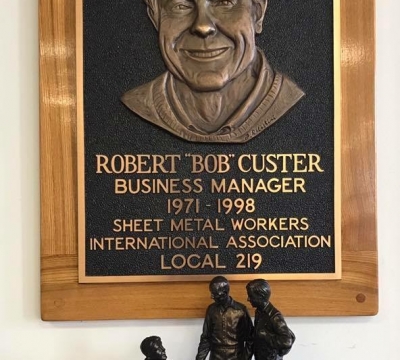 ROBERT "BOB" CUSTER
BUSINESS MANAGER
1971 - 1998
SHEET METAL WORKERS
INTERNATIONAL ASSOCIATION
LOCAL 219